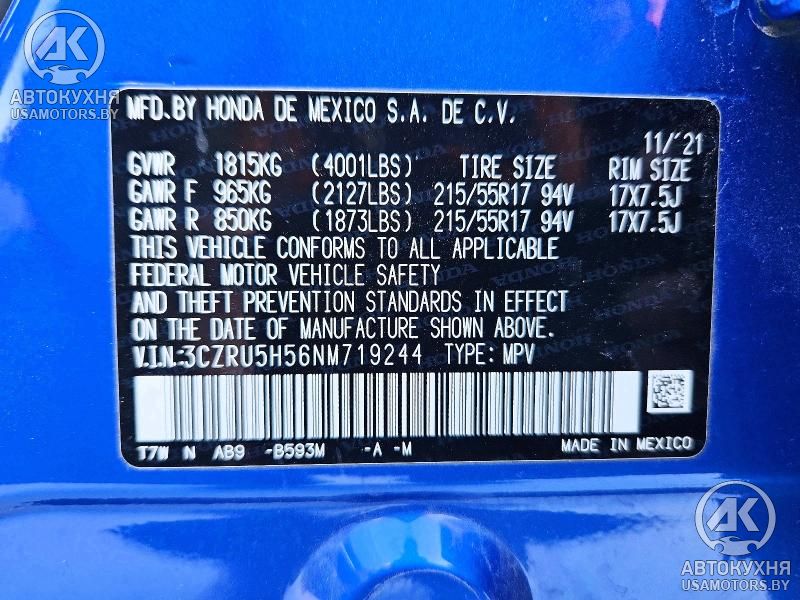 АК
АВТОКУХНЯ
USAMOTORS.BY
MFD. BY HONDA DE MEXICO S.A. DE C.V.
11/'21
GVWR 1815KG (4001LBS) TIRE SIZE RIM SIZE
GAWR F 965KG (2127LBS) 215/55R17 94V 17X7.5J
GAWR R 850KG (1873LBS) 215/55R17 94V 17X7.5J
THIS VEHICLE CONFORMS TO ALL APPLICABLE
FEDERAL MOTOR VEHICLE SAFETY
AND THEFT PREVENTION STANDARDS IN EFFECT
ON THE DATE OF MANUFACTURE SHOWN ABOVE.
V.I.N.:3CZRU5H56NM719244 TYPE: MPV
T7W N AB9 -B593M -A -M MADE IN MEXICO
АК
АВТОКУХНЯ
USAMOTORS.BY